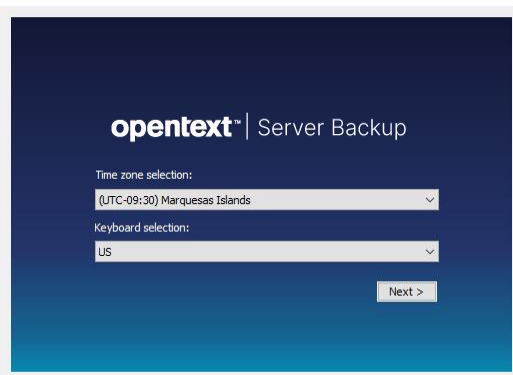 opentext™ | Server Backup
Time zone selection:
(UTC-09:30) Marquesas Islands
Keyboard selection:
US
Next >